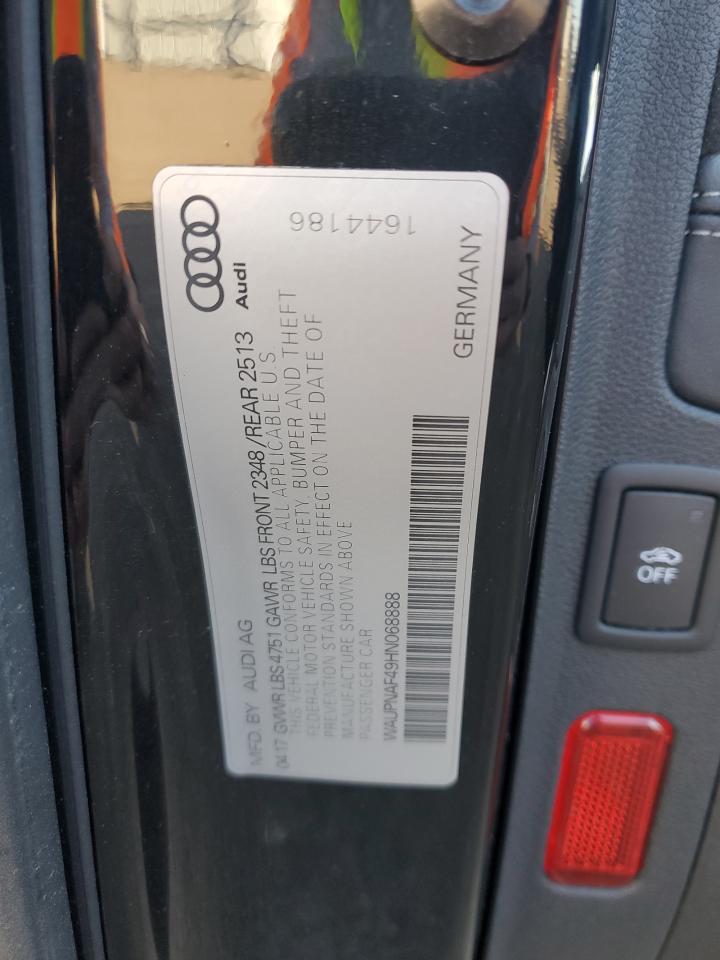 MFD. BY AUDI AG
Audi
04 17 GVWR LBS 4751 GAWR LBS FRONT 2348 / REAR 2513
THIS VEHICLE CONFORMS TO ALL APPLICABLE U.S.
FEDERAL MOTOR VEHICLE SAFETY, BUMPER AND THEFT
PREVENTION STANDARDS IN EFFECT ON THE DATE OF
MANUFACTURE SHOWN ABOVE
PASSENGER CAR
WAUPNAF49HN068888
GERMANY
1644186
OFF